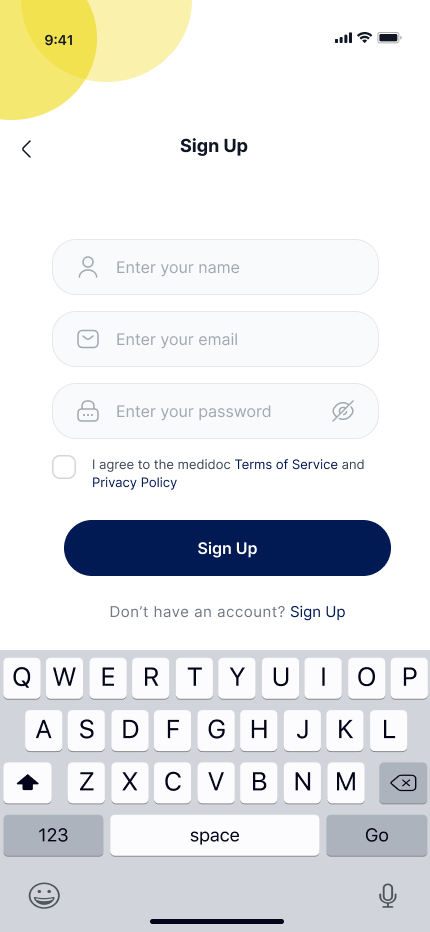 9:41
Sign Up
Enter your name
Enter your email
Enter your password
I agree to the medidoc Terms of Service and
Privacy Policy
Sign Up
Don’t have an account? Sign Up
Q W E R T Y U I O P
A S D F G H J K L
Z X C V B N M
123 space Go